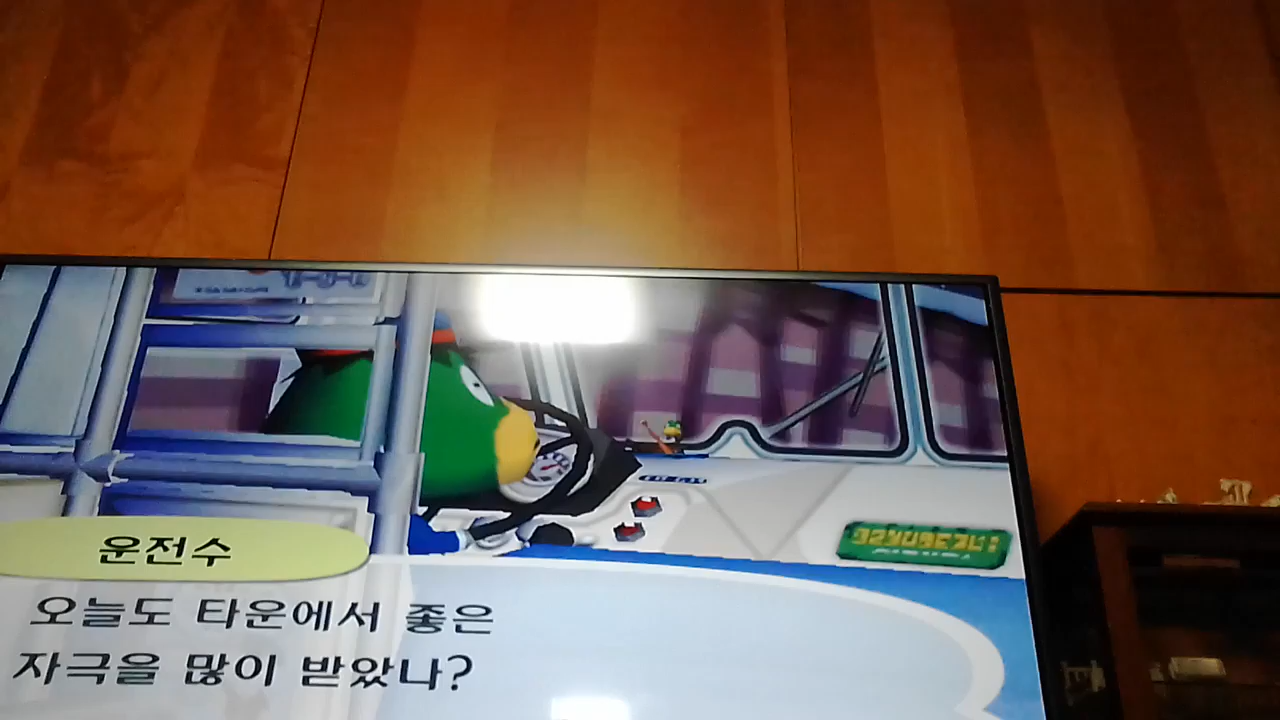 운전수
오늘도 타운에서 좋은
자극을 많이 받았나?